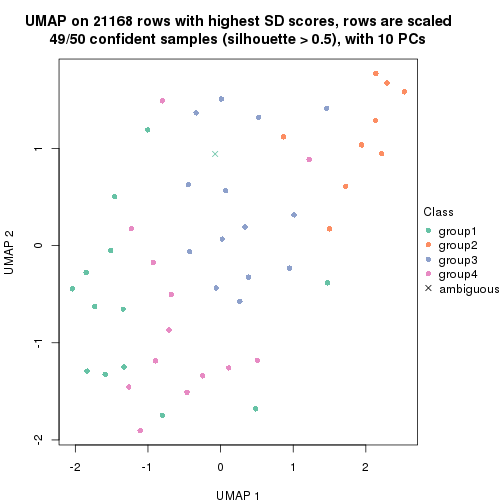 UMAP on 21168 rows with highest SD scores, rows are scaled
49/50 confident samples (silhouette > 0.5), with 10 PCs
UMAP 2
1
0
-1
-2
-2
-1
0
1
2
UMAP 1
Class
group1
group2
group3
group4
ambiguous